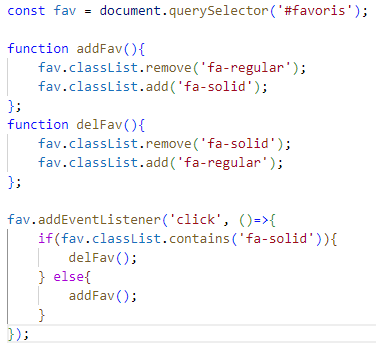 const fav = document.querySelector('#favoris');

function addFav(){
    fav.classList.remove('fa-regular');
    fav.classList.add('fa-solid');
};
function delFav(){
    fav.classList.remove('fa-solid');
    fav.classList.add('fa-regular');
};

fav.addEventListener('click', ()=>{
    if(fav.classList.contains('fa-solid')){
        delFav();
    } else{
        addFav();
    }
});